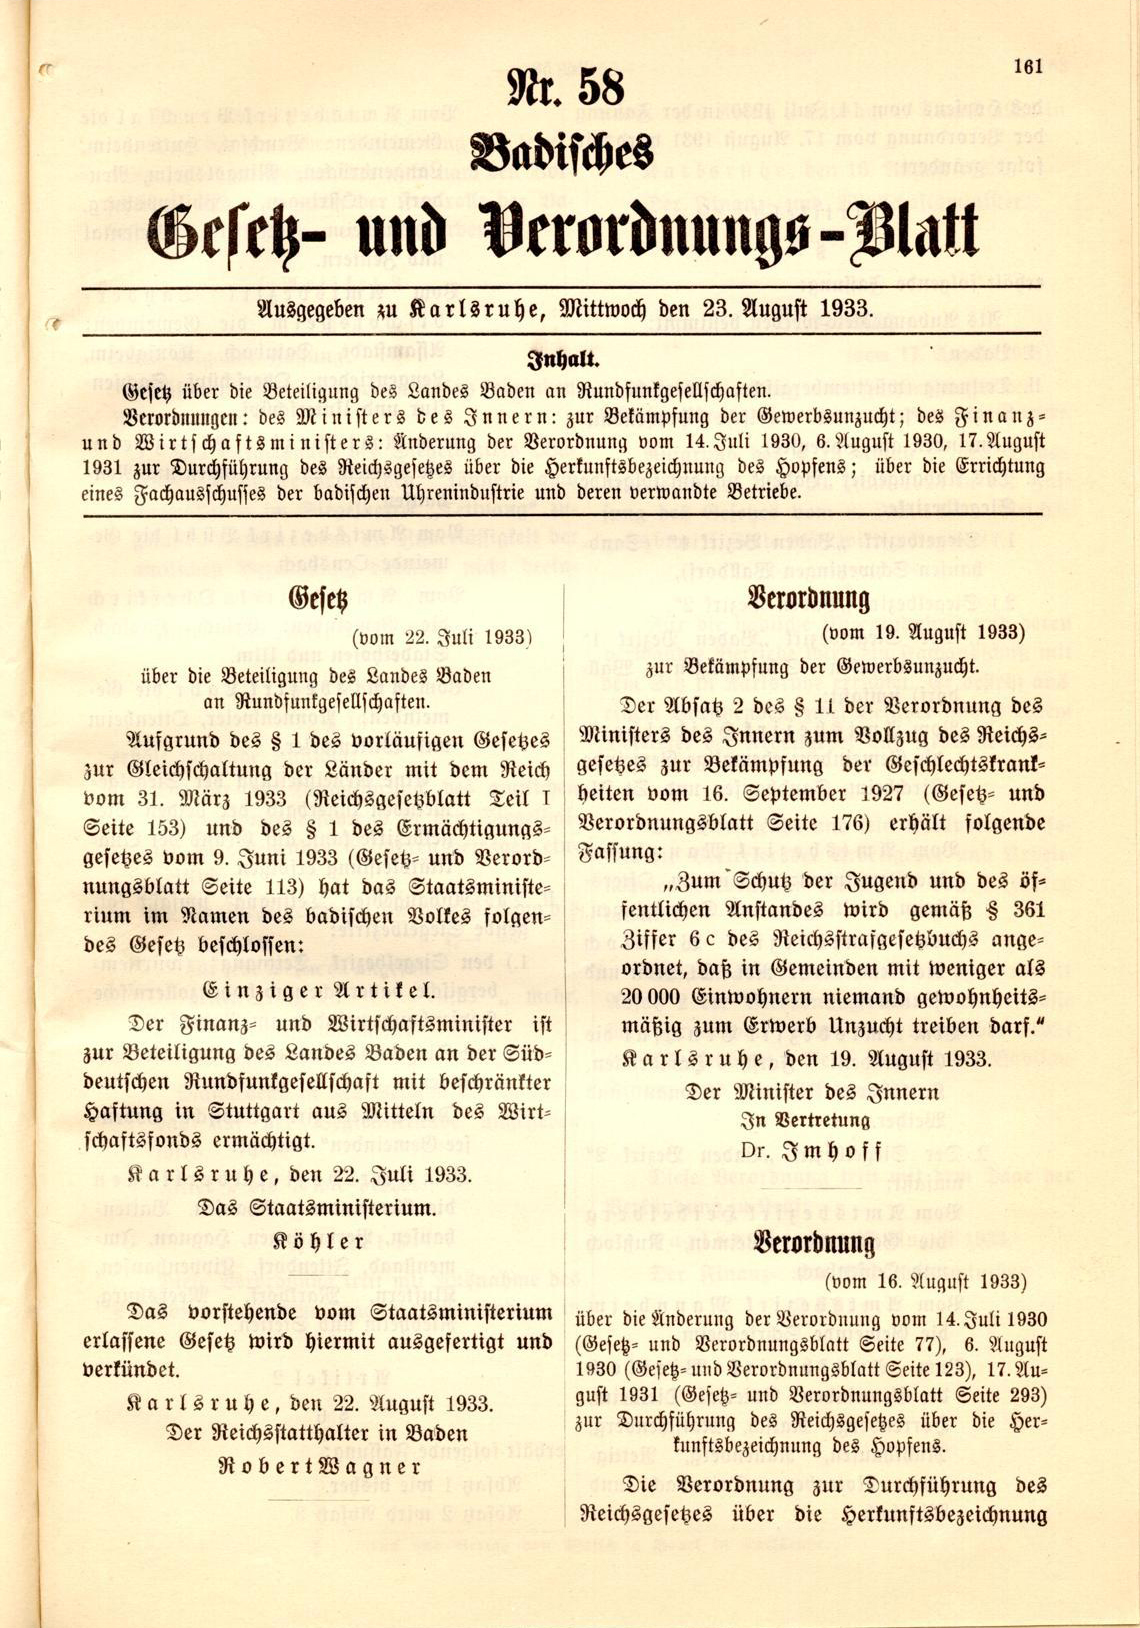 161
Nr. 58
Badisches
Gesetz- und Verordnungs-Blatt
Ausgegeben zu Karlsruhe, Mittwoch den 23. August 1933.
Inhalt.
Gesetz über die Beteiligung des Landes Baden an Rundfunkgesellschaften.
Verordnungen: des Ministers des Innern: zur Bekämpfung der Gewerbsunzucht; des Finanz-
und Wirtschaftsministers: Änderung der Verordnung vom 14. Juli 1930, 6. August 1930, 17. August
1931 zur Durchführung des Reichsgesetzes über die Herkunftsbezeichnung des Hopfens; über die Errichtung
eines Fachausschusses der badischen Uhrenindustrie und deren verwandte Betriebe.
Gesetz
(vom 22. Juli 1933)
über die Beteiligung des Landes Baden
an Rundfunkgesellschaften.
Aufgrund des § 1 des vorläufigen Gesetzes
zur Gleichschaltung der Länder mit dem Reich
vom 31. März 1933 (Reichsgesetzblatt Teil I
Seite 153) und des § 1 des Ermächtigungs-
gesetzes vom 9. Juni 1933 (Gesetz- und Verord-
nungsblatt Seite 113) hat das Staatsministe-
rium im Namen des badischen Volkes folgen-
des Gesetz beschlossen:
Einziger Artikel.
Der Finanz- und Wirtschaftsminister ist
zur Beteiligung des Landes Baden an der Süd-
deutschen Rundfunkgesellschaft mit beschränkter
Haftung in Stuttgart aus Mitteln des Wirt-
schaftsfonds ermächtigt.
Karlsruhe, den 22. Juli 1933.
Das Staatsministerium.
Köhler
Das vorstehende vom Staatsministerium
erlassene Gesetz wird hiermit ausgefertigt und
verkündet.
Karlsruhe, den 22. August 1933.
Der Reichsstatthalter in Baden
Robert Wagner
Verordnung
(vom 19. August 1933)
zur Bekämpfung der Gewerbsunzucht.
Der Absatz 2 des § 11 der Verordnung des
Ministers des Innern zum Vollzug des Reichs-
gesetzes zur Bekämpfung der Geschlechtskrank-
heiten vom 16. September 1927 (Gesetz- und
Verordnungsblatt Seite 176) erhält folgende
Fassung:
„Zum Schutz der Jugend und des öf-
fentlichen Anstandes wird gemäß § 361
Ziffer 6 c des Reichsstrafgesetzbuchs ange-
ordnet, daß in Gemeinden mit weniger als
20 000 Einwohnern niemand gewohnheits-
mäßig zum Erwerb Unzucht treiben darf.“
Karlsruhe, den 19. August 1933.
Der Minister des Innern
In Vertretung
Dr. Imhoff
Verordnung
(vom 16. August 1933)
über die Änderung der Verordnung vom 14. Juli 1930
(Gesetz- und Verordnungsblatt Seite 77), 6. August
1930 (Gesetz- und Verordnungsblatt Seite 123), 17. Au-
gust 1931 (Gesetz- und Verordnungsblatt Seite 293)
zur Durchführung des Reichsgesetzes über die Her-
kunftsbezeichnung des Hopfens.
Die Verordnung zur Durchführung des
Reichsgesetzes über die Herkunftsbezeichnung